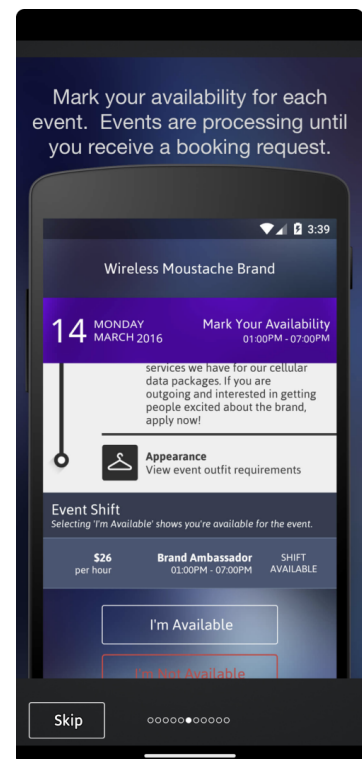 Mark your availability for each
event.  Events are processing until
you receive a booking request.
3:39
Wireless Moustache Brand
14 MONDAY
MARCH 2016
Mark Your Availability
01:00PM - 07:00PM
services we have for our cellular
data packages. If you are
outgoing and interested in getting
people excited about the brand,
apply now!
Appearance
View event outfit requirements
Event Shift
Selecting 'I'm Available' shows you're available for the event.
$26
per hour
Brand Ambassador
01:00PM - 07:00PM
SHIFT
AVAILABLE
I'm Available
I'm Not Available
Skip